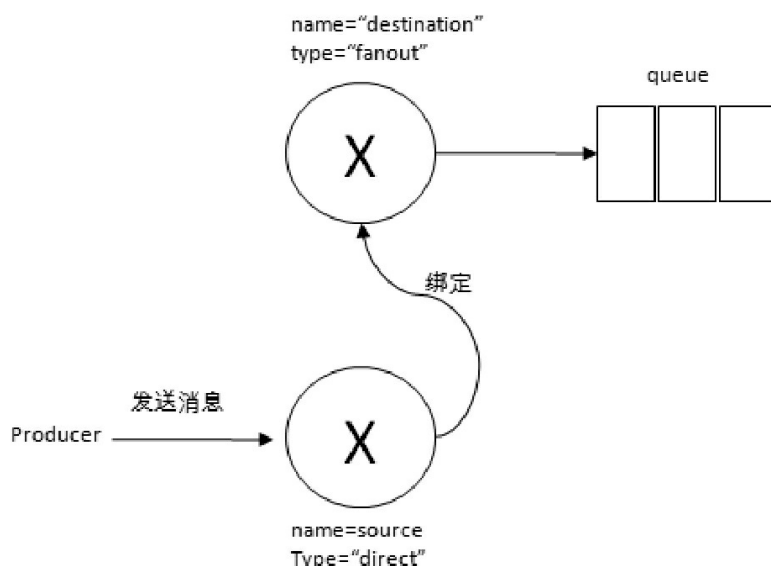 name=“destination”
type=“fanout”
queue
X
绑定
发送消息
Producer
X
name=source
Type=“direct”